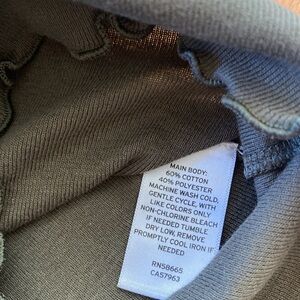 MAIN BODY:
60% COTTON
40% POLYESTER
MACHINE WASH COLD,
GENTLE CYCLE, WITH
LIKE COLORS ONLY
NON-CHLORINE BLEACH
IF NEEDED TUMBLE
DRY LOW, REMOVE
PROMPTLY COOL IRON IF
NEEDED
RN58665
CA57963